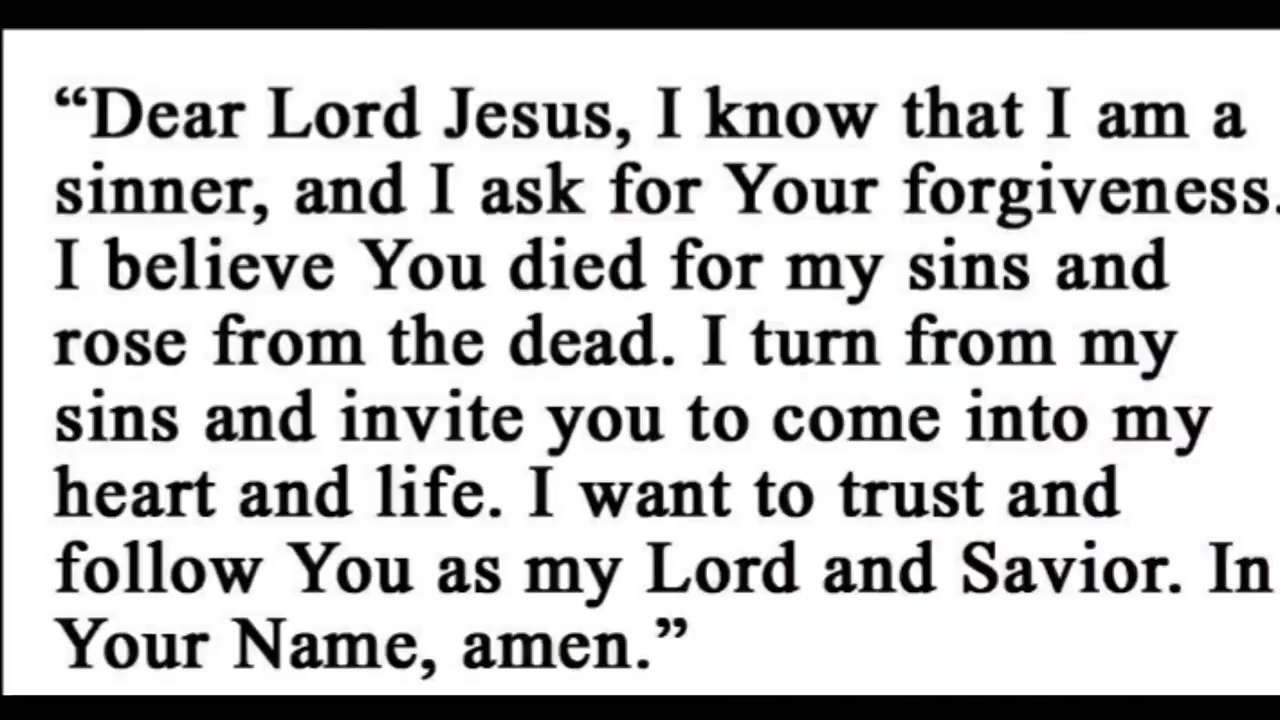 “Dear Lord Jesus, I know that I am a
sinner, and I ask for Your forgiveness.
I believe You died for my sins and
rose from the dead. I turn from my
sins and invite you to come into my
heart and life. I want to trust and
follow You as my Lord and Savior. In
Your Name, amen.”